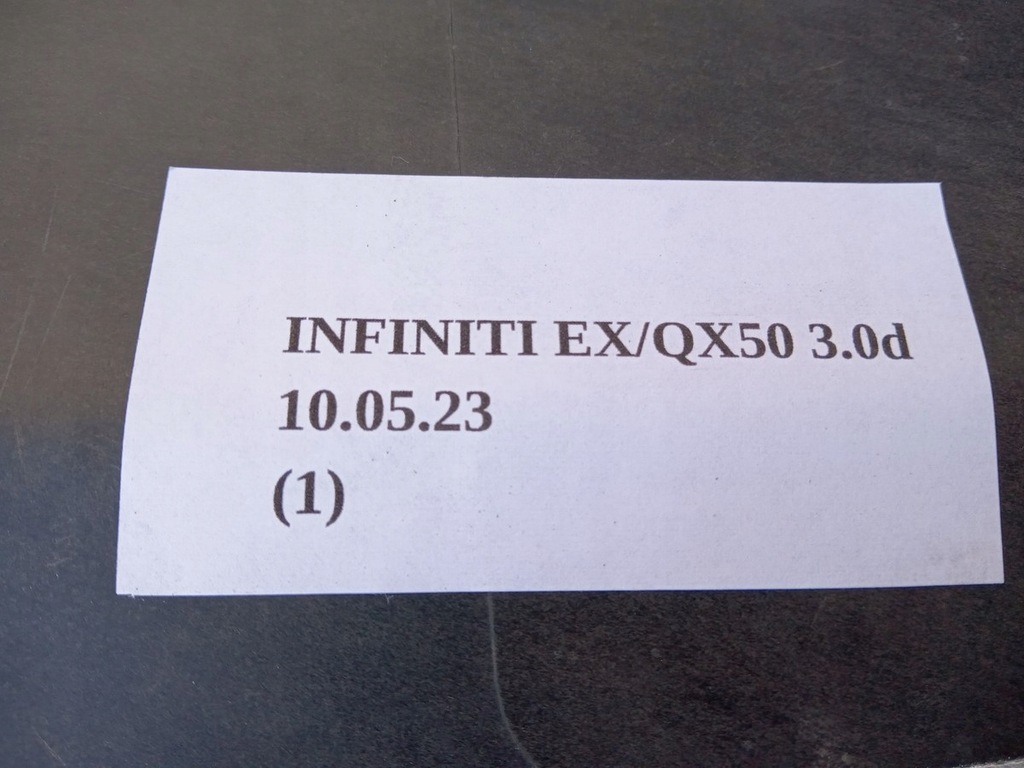 INFINITI EX/QX50 3.0d
10.05.23
(1)